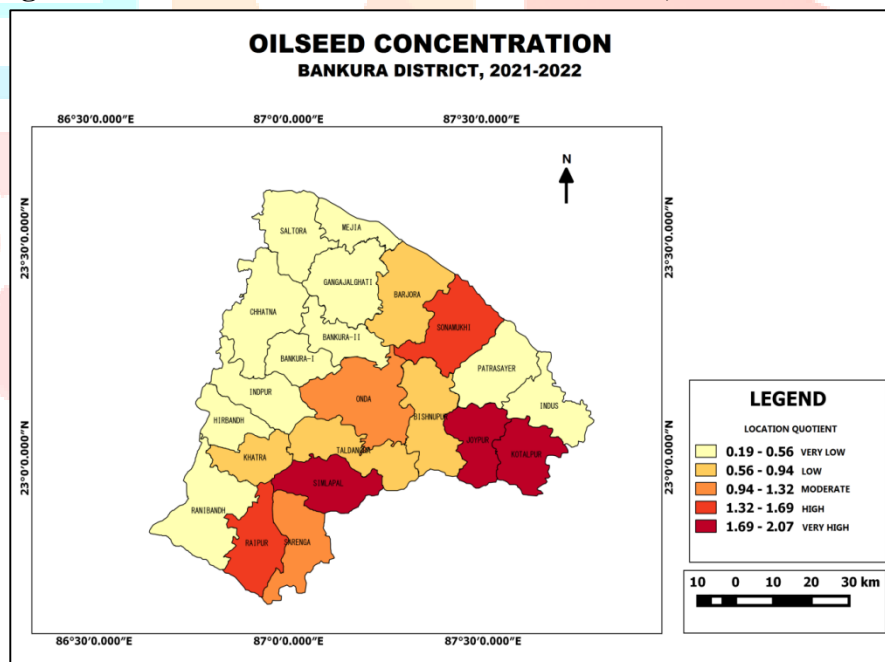 OILSEED CONCENTRATION
BANKURA DISTRICT, 2021-2022
86°30′0.000″E 87°0′0.000″E 87°30′0.000″E
N
23°30′0.000″N
23°30′0.000″N
SALTORA
MEJIA
GANGAJALGHATI
BARJORA
CHHATNA
SONAMUKHI
BANKURA-II
BANKURA-I
PATRASAYER
INDPUR
ONDA
INDUS
HIRBANDH
BISHNUPUR
JOYPUR
KOTALPUR
KHATRA
TALDANGRA
SIMLAPAL
RANIBANDH
RAIPUR
SARENGA
23°0′0.000″N
23°0′0.000″N
LEGEND
LOCATION QUOTIENT
0.19 - 0.56 VERY LOW
0.56 - 0.94 LOW
0.94 - 1.32 MODERATE
1.32 - 1.69 HIGH
1.69 - 2.07 VERY HIGH
10 0 10 20 30 km
86°30′0.000″E 87°0′0.000″E 87°30′0.000″E